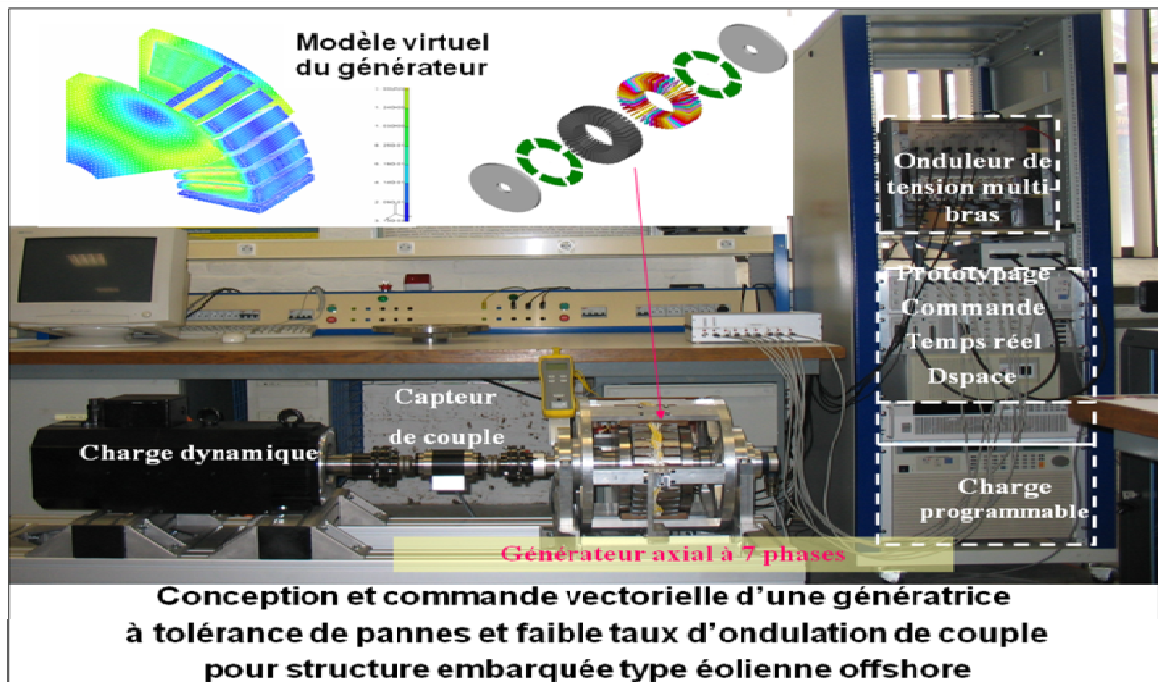 Modèle virtuel
du générateur
Onduleur de
tension multi-
bras
Prototypage
Commande
Temps réel
Dspace
Capteur
de couple
Charge dynamique
Charge
programmable
Générateur axial à 7 phases
Conception et commande vectorielle d'une génératrice
à tolérance de pannes et faible taux d'ondulation de couple
pour structure embarquée type éolienne offshore